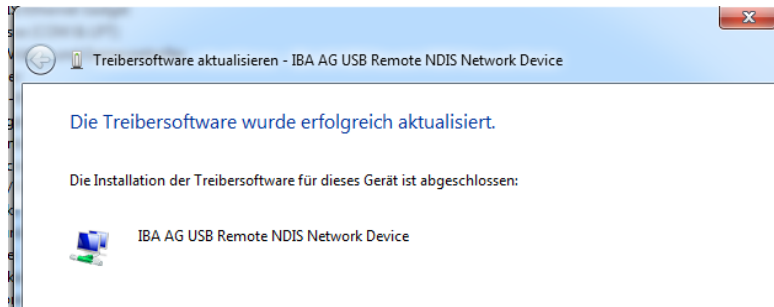 Treibersoftware aktualisieren - IBA AG USB Remote NDIS Network Device
Die Treibersoftware wurde erfolgreich aktualisiert.
Die Installation der Treibersoftware für dieses Gerät ist abgeschlossen:
IBA AG USB Remote NDIS Network Device